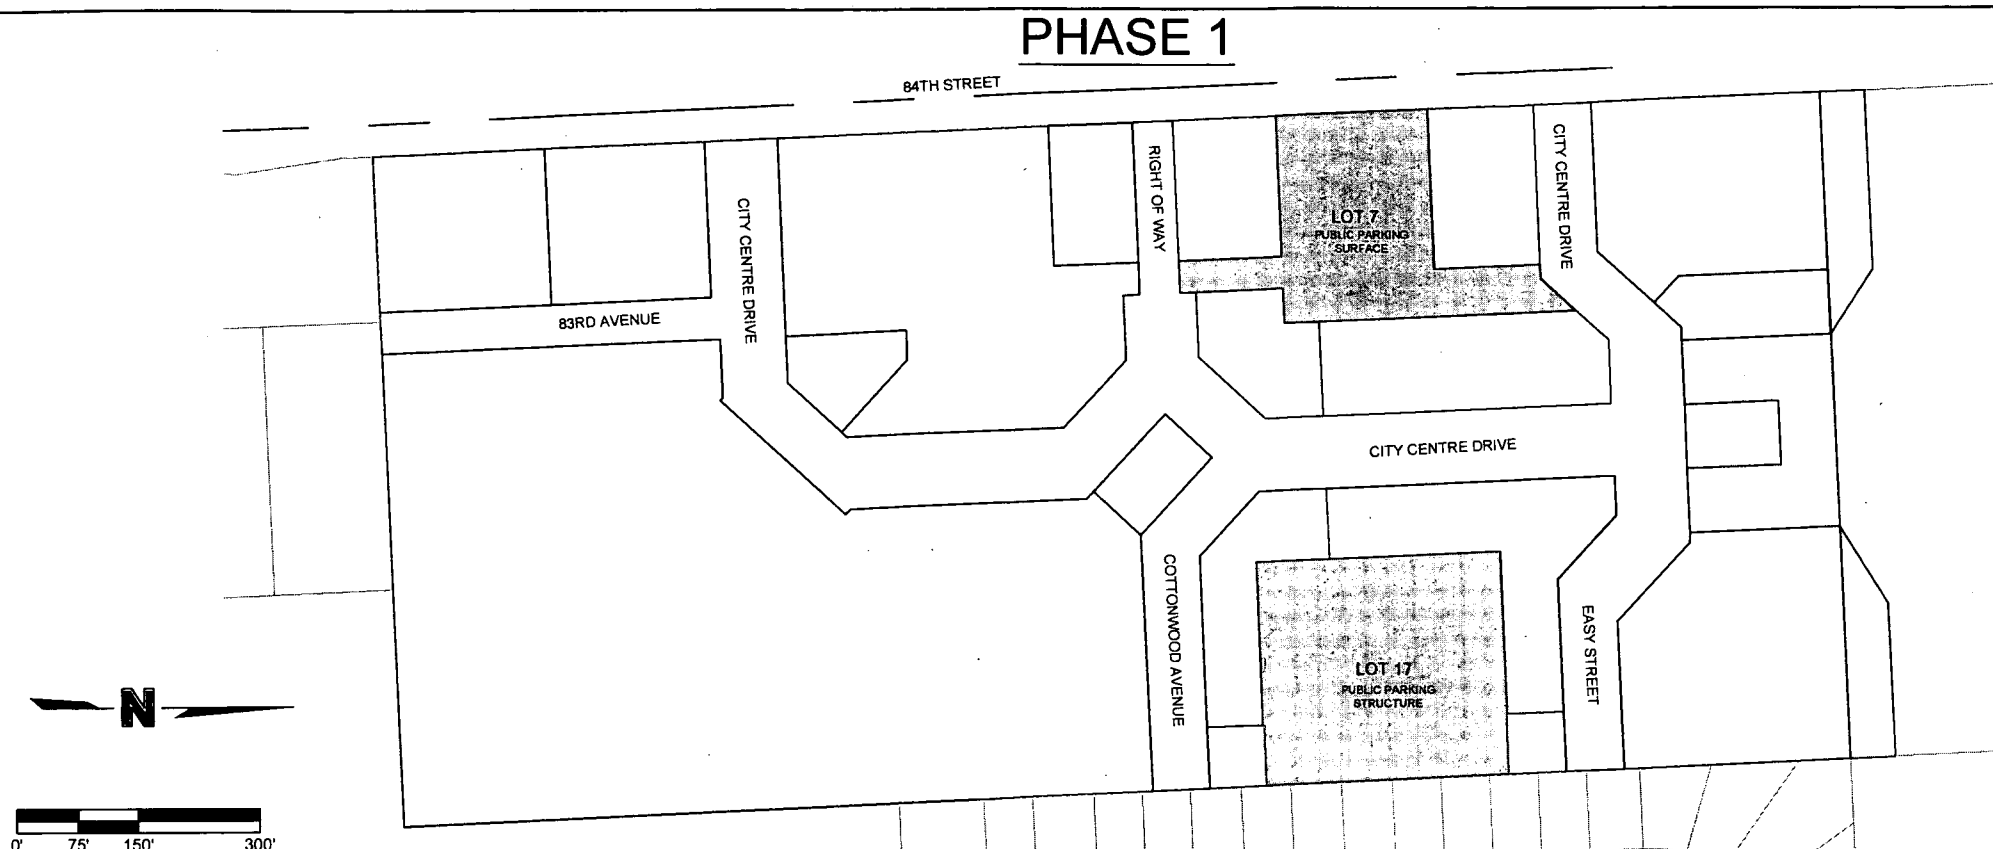 PHASE 1
84TH STREET
CITY CENTRE DRIVE
RIGHT OF WAY
CITY CENTRE DRIVE
LOT 7
PUBLIC PARKING
SURFACE
83RD AVENUE
CITY CENTRE DRIVE
COTTONWOOD AVENUE
EASY STREET
LOT 17
PUBLIC PARKING
STRUCTURE
N
0' 75' 150' 300'